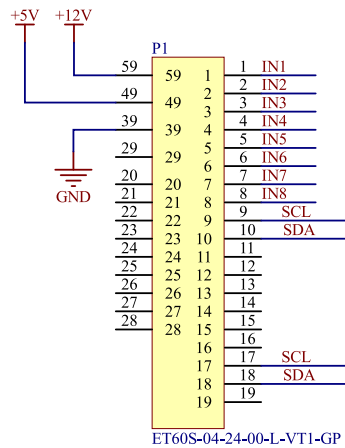 +5V +12V
P1
59 59 1 1 IN1
2 2 IN2
49 49 3 3 IN3
39 39 4 4 IN4
5 5 IN5
29 29 6 6 IN6
20 20 7 7 IN7
21 21 8 8 IN8
GND
22 22 9 9 SCL
23 23 10 10 SDA
24 24 11 11
25 25 12 12
26 26 13 13
27 27 14 14
28 28 15 15
16 16
17 17 SCL
18 18 SDA
19 19
ET60S-04-24-00-L-VT1-GP